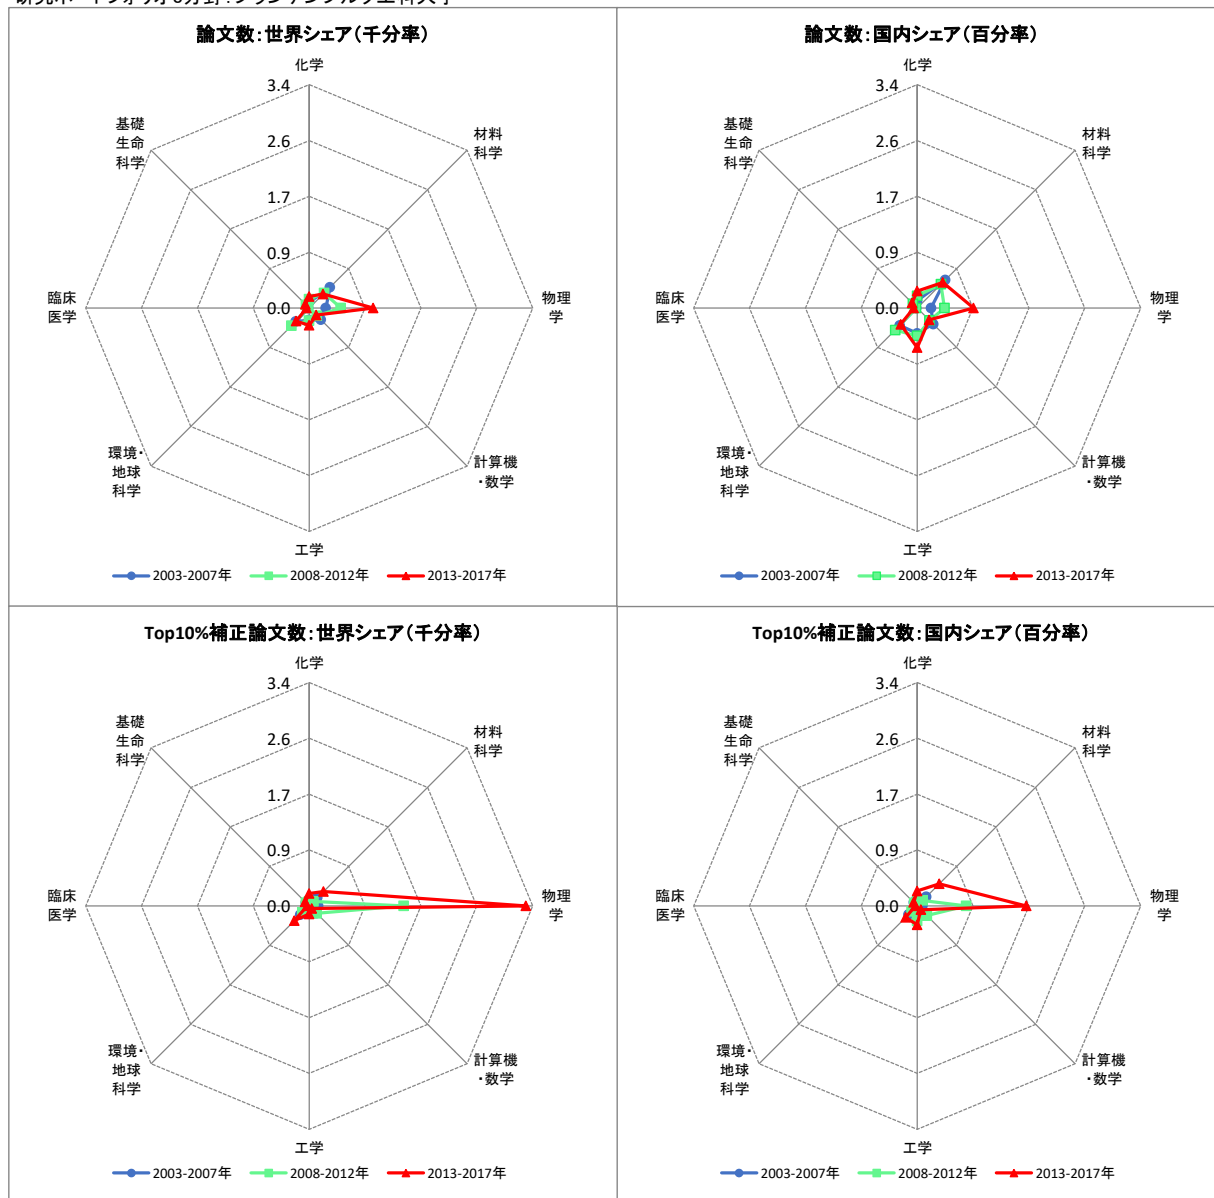 論文数：世界シェア（千分率）
化学
3.4
2.6
1.7
0.9
0.0
基礎
生命
科学
材料
科学
臨床
医学
物理
学
環境・
地球
科学
計算機
・数学
工学
2003-2007年
2008-2012年
2013-2017年
論文数：国内シェア（百分率）
化学
3.4
2.6
1.7
0.9
0.0
基礎
生命
科学
材料
科学
臨床
医学
物理
学
環境・
地球
科学
計算機
・数学
工学
2003-2007年
2008-2012年
2013-2017年
Top10%補正論文数：世界シェア（千分率）
化学
3.4
2.6
1.7
0.9
0.0
基礎
生命
科学
材料
科学
臨床
医学
物理
学
環境・
地球
科学
計算機
・数学
工学
2003-2007年
2008-2012年
2013-2017年
Top10%補正論文数：国内シェア（百分率）
化学
3.4
2.6
1.7
0.9
0.0
基礎
生命
科学
材料
科学
臨床
医学
物理
学
環境・
地球
科学
計算機
・数学
工学
2003-2007年
2008-2012年
2013-2017年